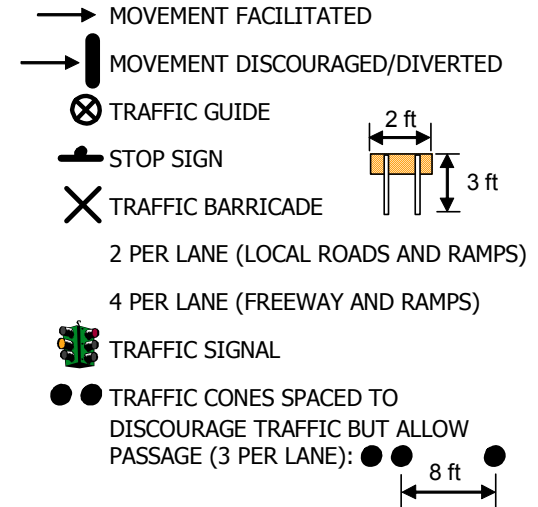 MOVEMENT FACILITATED
MOVEMENT DISCOURAGED/DIVERTED
TRAFFIC GUIDE
2 ft
STOP SIGN
3 ft
TRAFFIC BARRICADE
2 PER LANE (LOCAL ROADS AND RAMPS)
4 PER LANE (FREEWAY AND RAMPS)
TRAFFIC SIGNAL
TRAFFIC CONES SPACED TO
DISCOURAGE TRAFFIC BUT ALLOW
PASSAGE (3 PER LANE):
8 ft